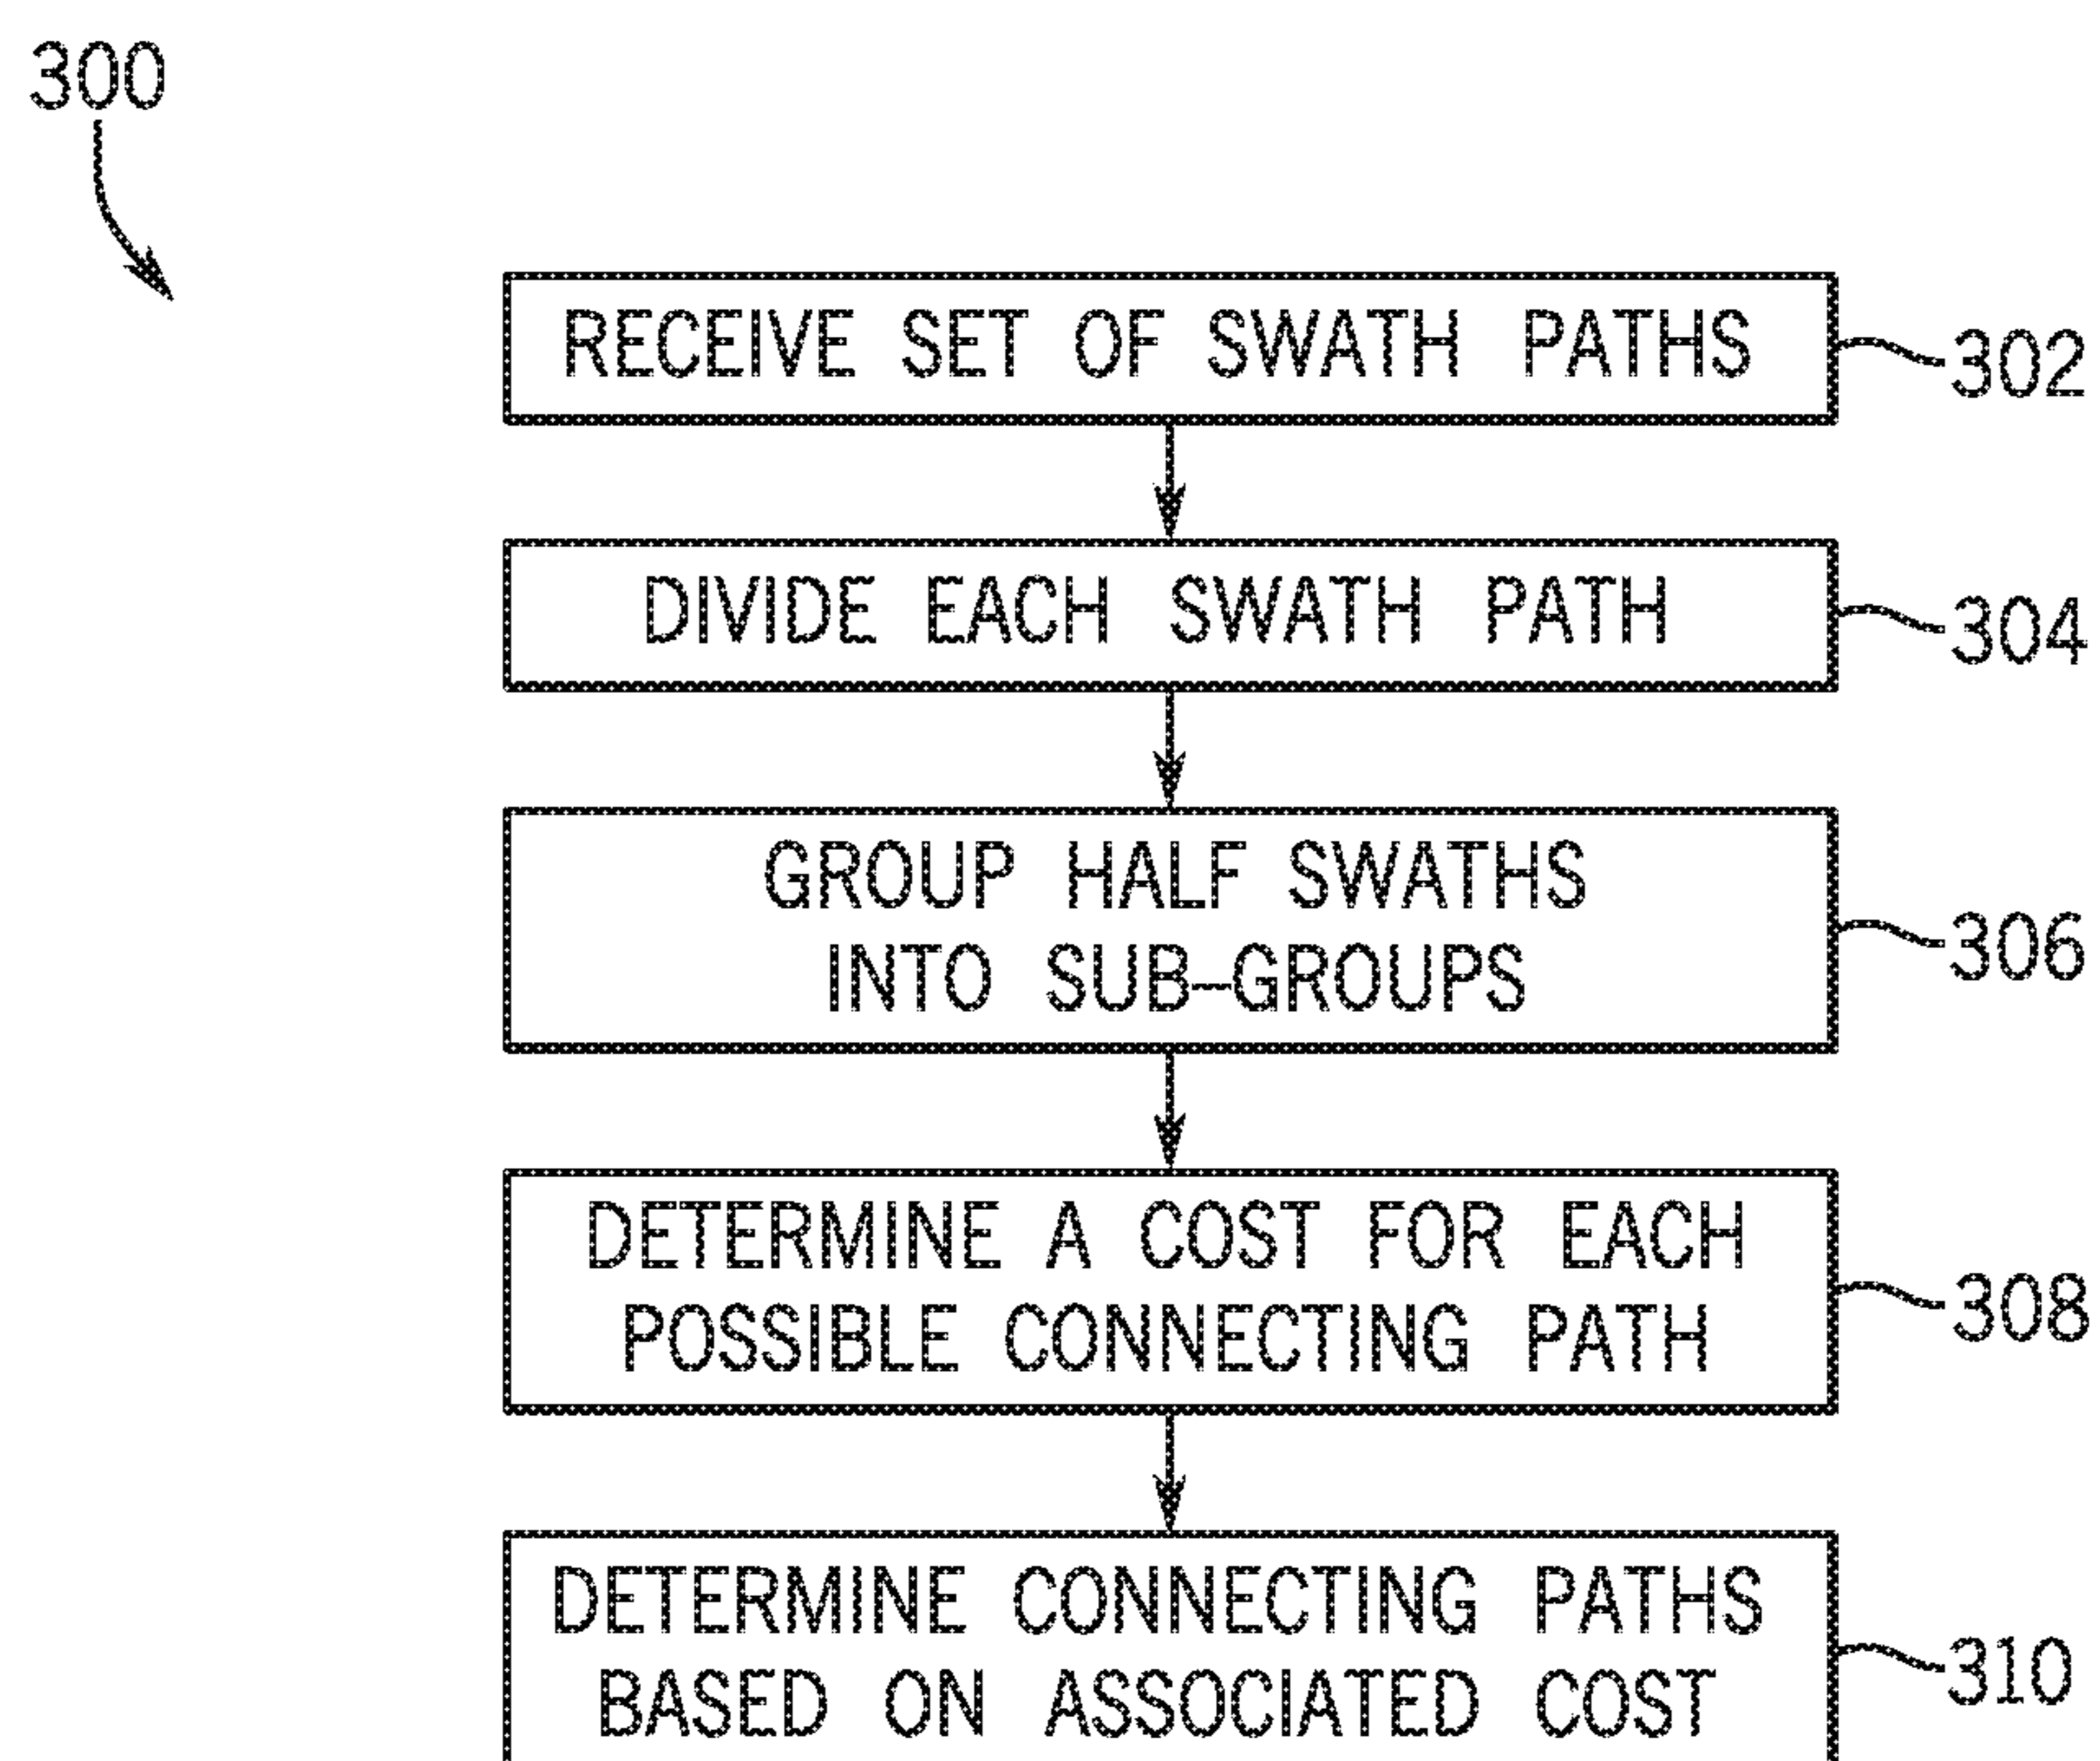 300
RECEIVE SET OF SWATH PATHS
302
DIVIDE EACH SWATH PATH
304
GROUP HALF SWATHS
INTO SUB-GROUPS
306
DETERMINE A COST FOR EACH
POSSIBLE CONNECTING PATH
308
DETERMINE CONNECTING PATHS
BASED ON ASSOCIATED COST
310